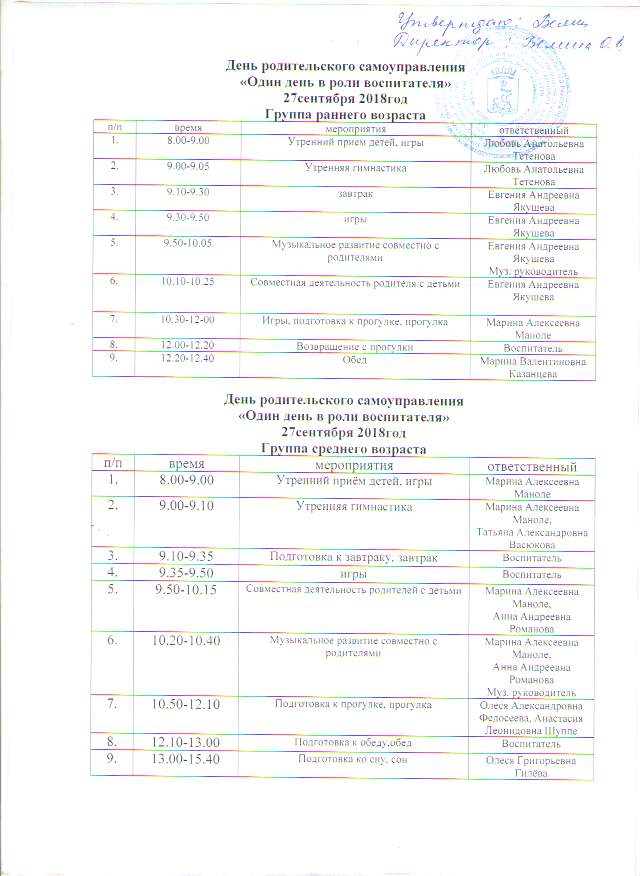 Утверждаю: Велин
Директор: Велина О.В.
День родительского самоуправления
«Один день в роли воспитателя»
27сентября 2018год
Группа раннего возраста
п/п время мероприятия ответственный
1. 8.00-9.00 Утренний прием детей, игры Любовь Анатольевна
Тетенова
2. 9.00-9.05 Утренняя гимнастика Любовь Анатольевна
Тетенова
3. 9.10-9.30 завтрак Евгения Андреевна
Якушева
4. 9.30-9.50 игры Евгения Андреевна
Якушева
5. 9.50-10.05 Музыкальное развитие совместно с Евгения Андреевна
родителями Якушева
Муз. руководитель
6. 10.10-10.25 Совместная деятельность родителя с детьми Евгения Андреевна
Якушева
7. 10.30-12-00 Игры, подготовка к прогулке, прогулка Марина Алексеевна
Маноле
8. 12.00-12.20 Возвращение с прогулки Воспитатель
9. 12.20-12.40 Обед Марина Валентиновна
Казанцева
День родительского самоуправления
«Один день в роли воспитателя»
27сентября 2018год
Группа среднего возраста
п/п время мероприятия ответственный
1. 8.00-9.00 Утренний приём детей, игры Марина Алексеевна
Маноле
2. 9.00-9.10 Утренняя гимнастика Марина Алексеевна
Маноле,
Татьяна Александровна
Васюкова
3. 9.10-9.35 Подготовка к завтраку, завтрак Воспитатель
4. 9.35-9.50 игры Воспитатель
5. 9.50-10.15 Совместная деятельность родителей с детьми Марина Алексеевна
Маноле,
Анна Андреевна
Романова
6. 10.20-10.40 Музыкальное развитие совместно с Марина Алексеевна
родителями Маноле,
Анна Андреевна
Романова
Муз. руководитель
7. 10.50-12.10 Подготовка к прогулке, прогулка Олеся Александровна
Федосеева, Анастасия
Леонидовна Шуппе
8. 12.10-13.00 Подготовка к обеду,обед Воспитатель
9. 13.00-15.40 Подготовка ко сну, сон Олеся Григорьевна
Гилёва